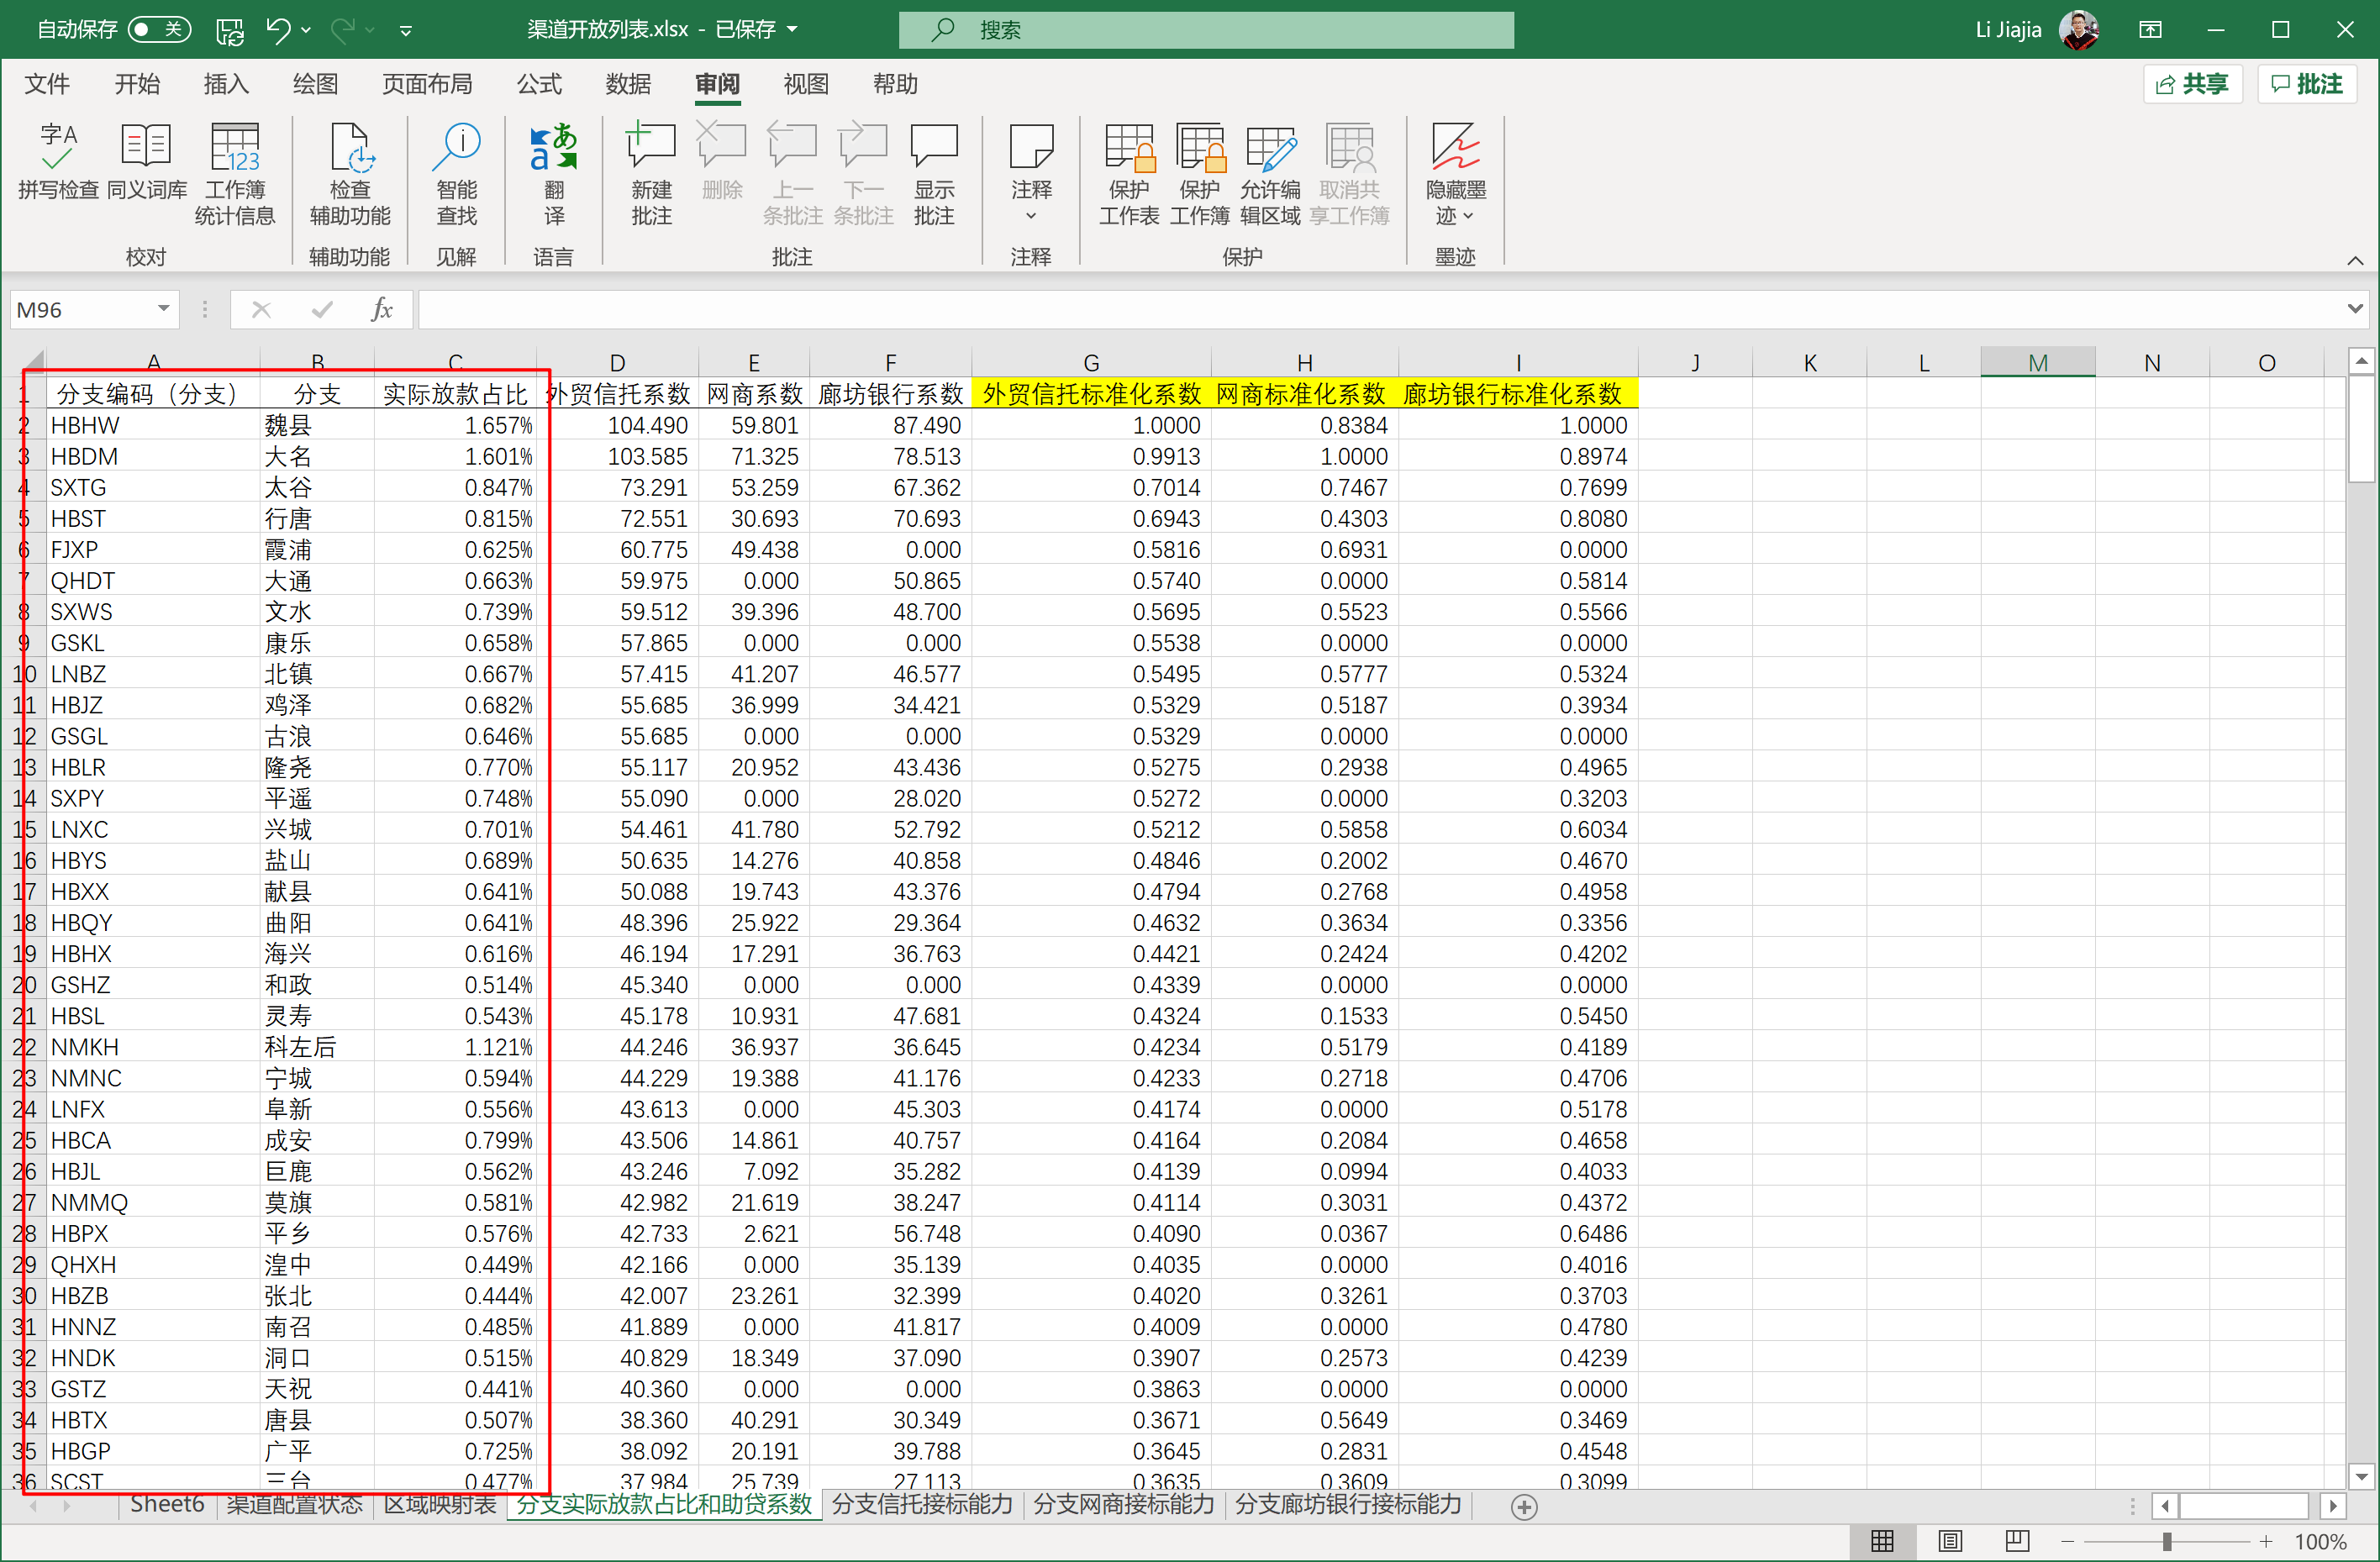 自动保存 关 渠道开放列表.xlsx - 已保存 搜索 Li Jiajia
文件 开始 插入 绘图 页面布局 公式 数据 审阅 视图 帮助 共享 批注
拼写检查 同义词库 工作簿统计信息 检查辅助功能 智能查找 翻译 新建批注 删除 上一条批注 下一条批注 显示批注 注释 保护工作表 保护工作簿 允许编辑区域 取消共享工作簿 隐藏墨迹
校对 辅助功能 见解 语言 批注 注释 保护 墨迹
M96 fx
A B C D E F G H I J K L M N O
1 分支编码（分支） 分支 实际放款占比 外贸信托系数 网商系数 廊坊银行系数 外贸信托标准化系数 网商标准化系数 廊坊银行标准化系数
2 HBHW 魏县 1.657% 104.490 59.801 87.490 1.0000 0.8384 1.0000
3 HBDM 大名 1.601% 103.585 71.325 78.513 0.9913 1.0000 0.8974
4 SXTG 太谷 0.847% 73.291 53.259 67.362 0.7014 0.7467 0.7699
5 HBST 行唐 0.815% 72.551 30.693 70.693 0.6943 0.4303 0.8080
6 FJXP 霞浦 0.625% 60.775 49.438 0.000 0.5816 0.6931 0.0000
7 QHDT 大通 0.663% 59.975 0.000 50.865 0.5740 0.0000 0.5814
8 SXWS 文水 0.739% 59.512 39.396 48.700 0.5695 0.5523 0.5566
9 GSKL 康乐 0.658% 57.865 0.000 0.000 0.5538 0.0000 0.0000
10 LNBZ 北镇 0.667% 57.415 41.207 46.577 0.5495 0.5777 0.5324
11 HBJZ 鸡泽 0.682% 55.685 36.999 34.421 0.5329 0.5187 0.3934
12 GSGL 古浪 0.646% 55.685 0.000 0.000 0.5329 0.0000 0.0000
13 HBLR 隆尧 0.770% 55.117 20.952 43.436 0.5275 0.2938 0.4965
14 SXPY 平遥 0.748% 55.090 0.000 28.020 0.5272 0.0000 0.3203
15 LNXC 兴城 0.701% 54.461 41.780 52.792 0.5212 0.5858 0.6034
16 HBYS 盐山 0.689% 50.635 14.276 40.858 0.4846 0.2002 0.4670
17 HBXX 献县 0.641% 50.088 19.743 43.376 0.4794 0.2768 0.4958
18 HBQY 曲阳 0.641% 48.396 25.922 29.364 0.4632 0.3634 0.3356
19 HBHX 海兴 0.616% 46.194 17.291 36.763 0.4421 0.2424 0.4202
20 GSHZ 和政 0.514% 45.340 0.000 0.000 0.4339 0.0000 0.0000
21 HBSL 灵寿 0.543% 45.178 10.931 47.681 0.4324 0.1533 0.5450
22 NMKH 科左后 1.121% 44.246 36.937 36.645 0.4234 0.5179 0.4189
23 NMNC 宁城 0.594% 44.229 19.388 41.176 0.4233 0.2718 0.4706
24 LNFX 阜新 0.556% 43.613 0.000 45.303 0.4174 0.0000 0.5178
25 HBCA 成安 0.799% 43.506 14.861 40.757 0.4164 0.2084 0.4658
26 HBJL 巨鹿 0.562% 43.246 7.092 35.282 0.4139 0.0994 0.4033
27 NMMQ 莫旗 0.581% 42.982 21.619 38.247 0.4114 0.3031 0.4372
28 HBPX 平乡 0.576% 42.733 2.621 56.748 0.4090 0.0367 0.6486
29 QHXH 湟中 0.449% 42.166 0.000 35.139 0.4035 0.0000 0.4016
30 HBZB 张北 0.444% 42.007 23.261 32.399 0.4020 0.3261 0.3703
31 HNNZ 南召 0.485% 41.889 0.000 41.817 0.4009 0.0000 0.4780
32 HNDK 洞口 0.515% 40.829 18.349 37.090 0.3907 0.2573 0.4239
33 GSTZ 天祝 0.441% 40.360 0.000 0.000 0.3863 0.0000 0.0000
34 HBTX 唐县 0.507% 38.360 40.291 30.349 0.3671 0.5649 0.3469
35 HBGP 广平 0.725% 38.092 20.191 39.788 0.3645 0.2831 0.4548
36 SCST 三台 0.477% 37.984 25.739 27.113 0.3635 0.3609 0.3099
Sheet6 渠道配置状态 区域映射表 分支实际放款占比和助贷系数 分支信托接标能力 分支网商接标能力 分支廊坊银行接标能力
100%